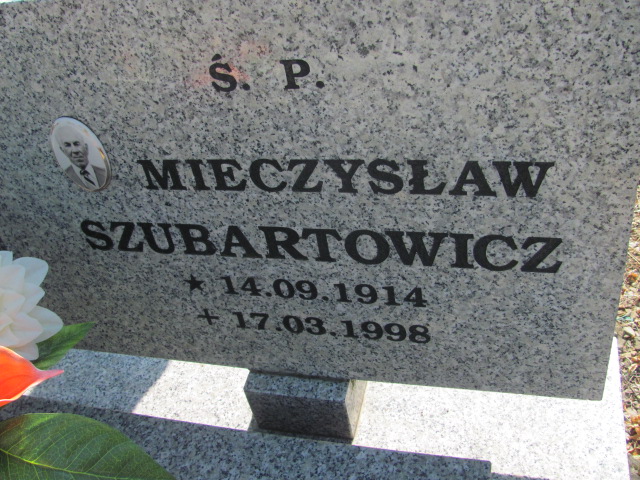 Ś. P.
MIECZYSŁAW
SZUBARTOWICZ
★ 14.09.1914
+ 17.03.1998